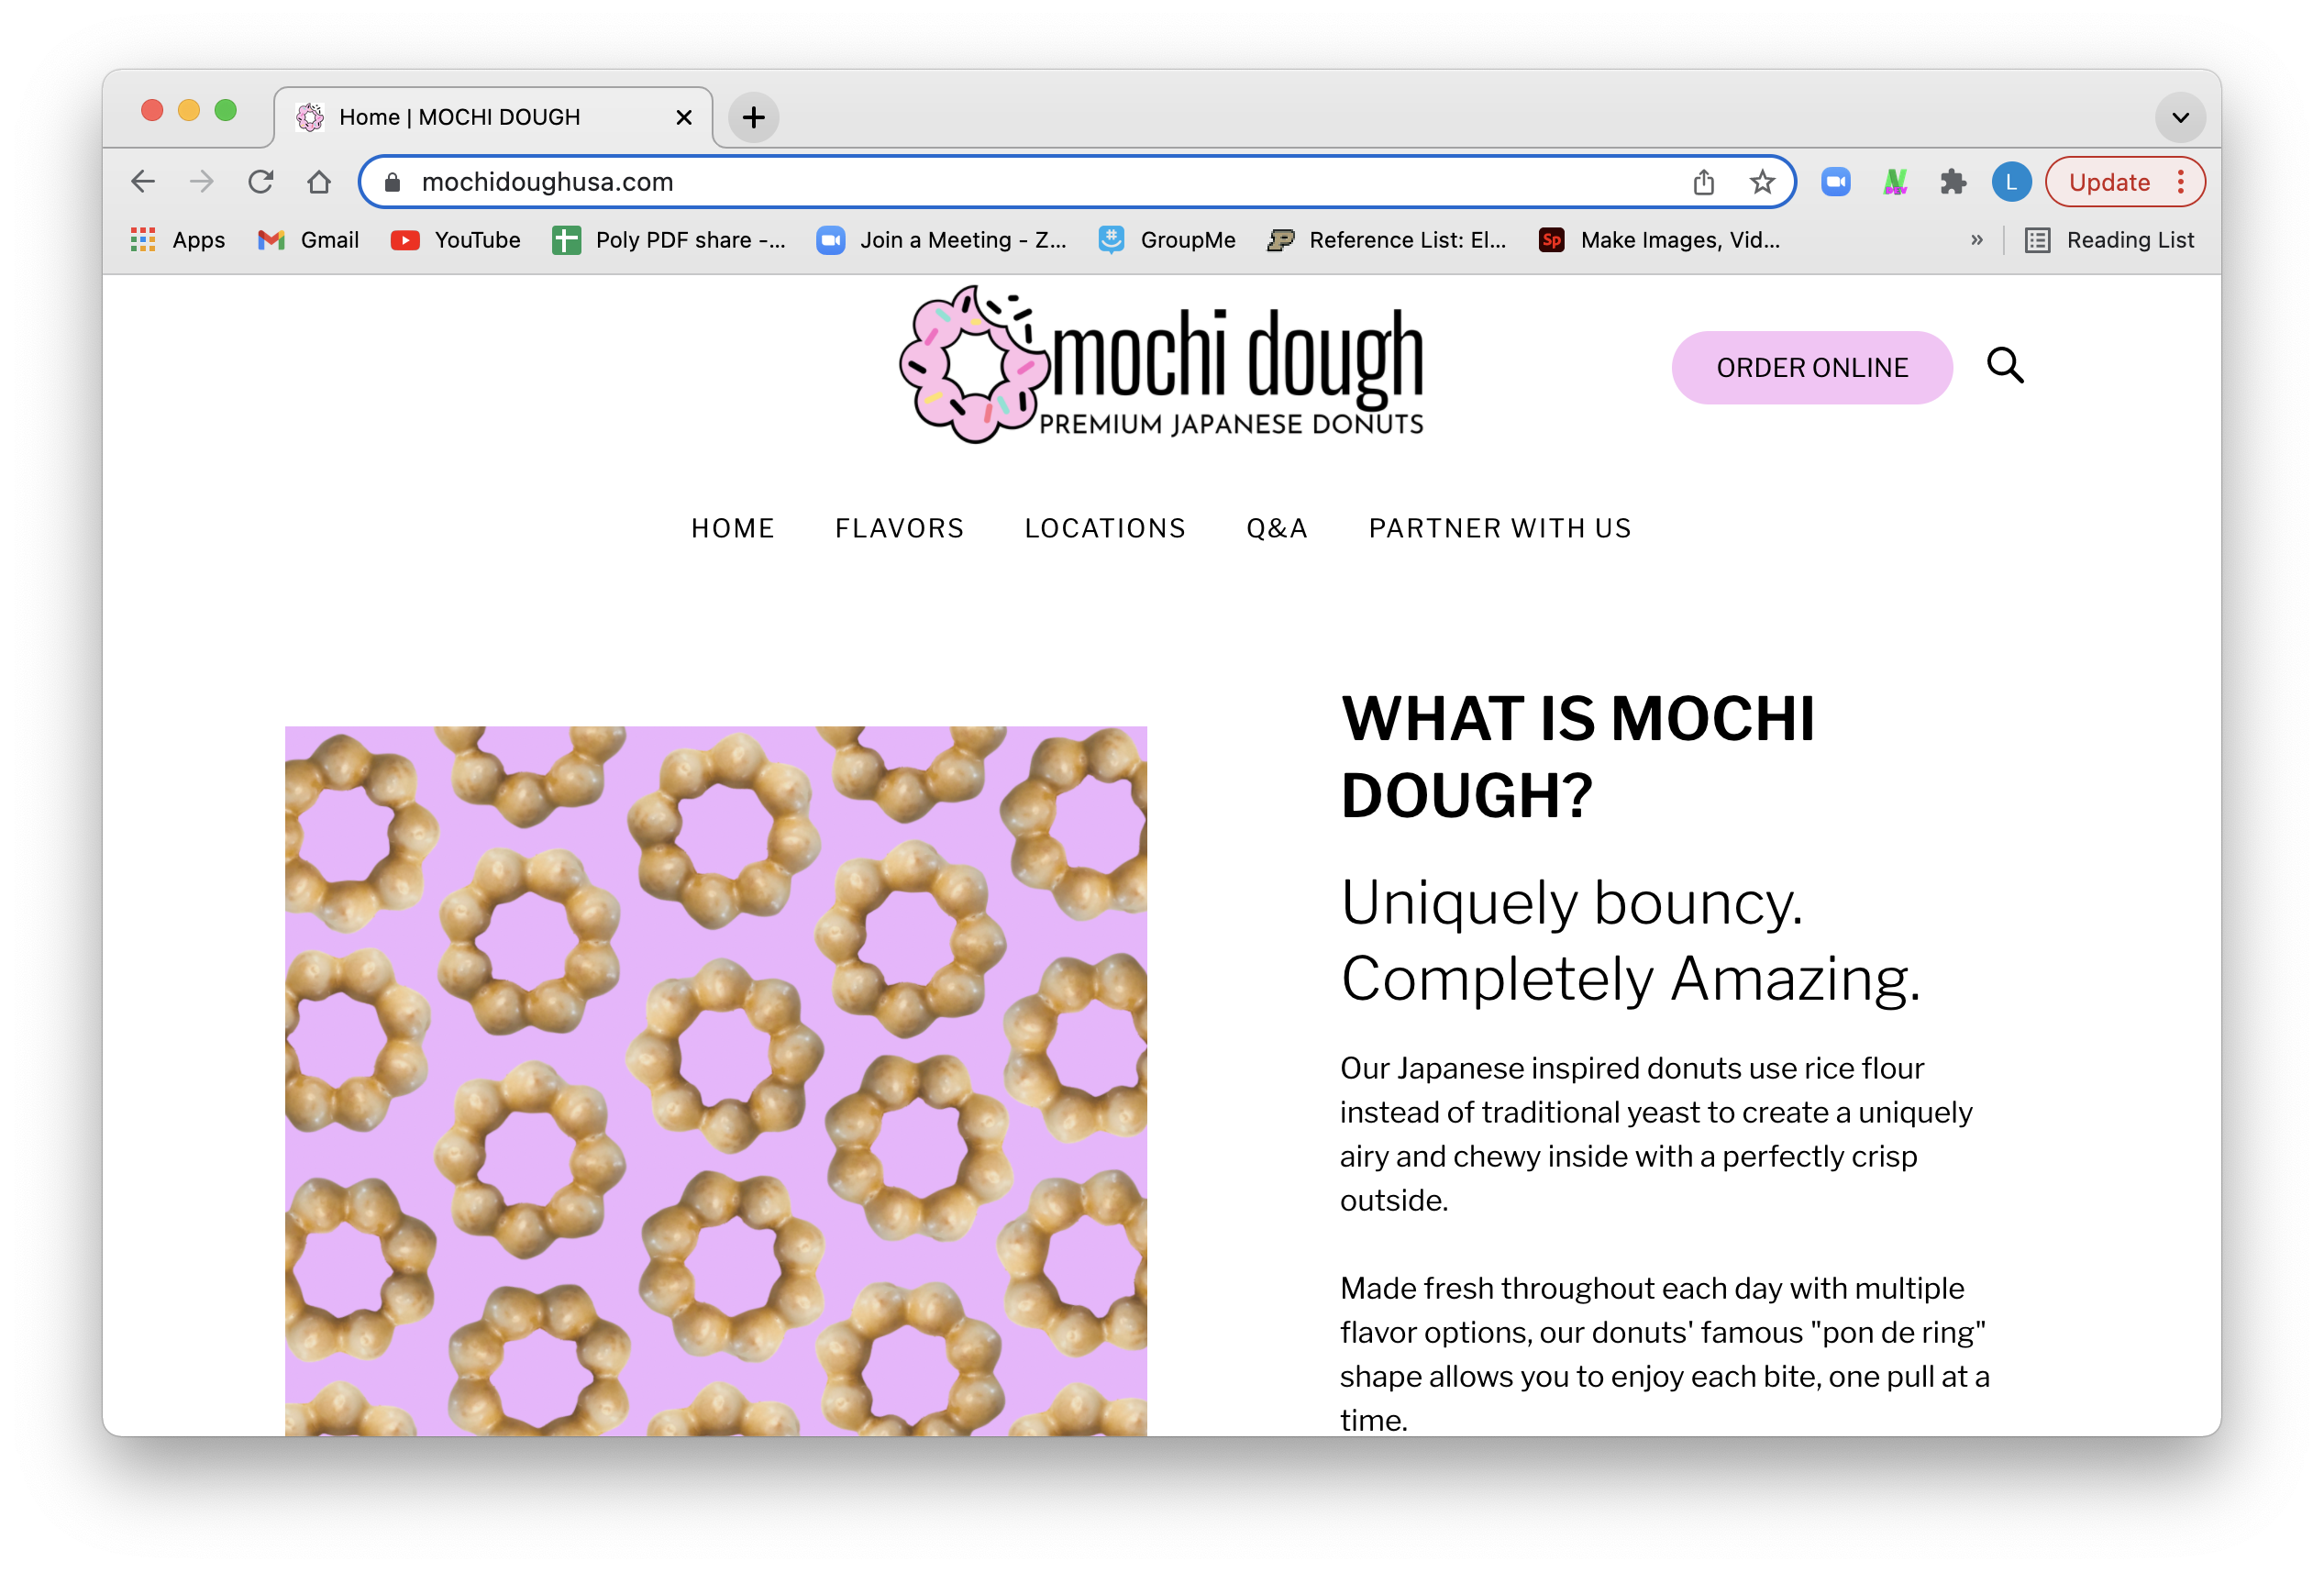 Home | MOCHI DOUGH
mochidoughusa.com
L
Update
Apps
Gmail
YouTube
Poly PDF share -...
Join a Meeting - Z...
GroupMe
Reference List: El...
Sp
Make Images, Vid...
»
Reading List
mochi dough
PREMIUM JAPANESE DONUTS
ORDER ONLINE
HOME
FLAVORS
LOCATIONS
Q&A
PARTNER WITH US
WHAT IS MOCHI
DOUGH?
Uniquely bouncy.
Completely Amazing.
Our Japanese inspired donuts use rice flour
instead of traditional yeast to create a uniquely
airy and chewy inside with a perfectly crisp
outside.
Made fresh throughout each day with multiple
flavor options, our donuts' famous "pon de ring"
shape allows you to enjoy each bite, one pull at a
time.